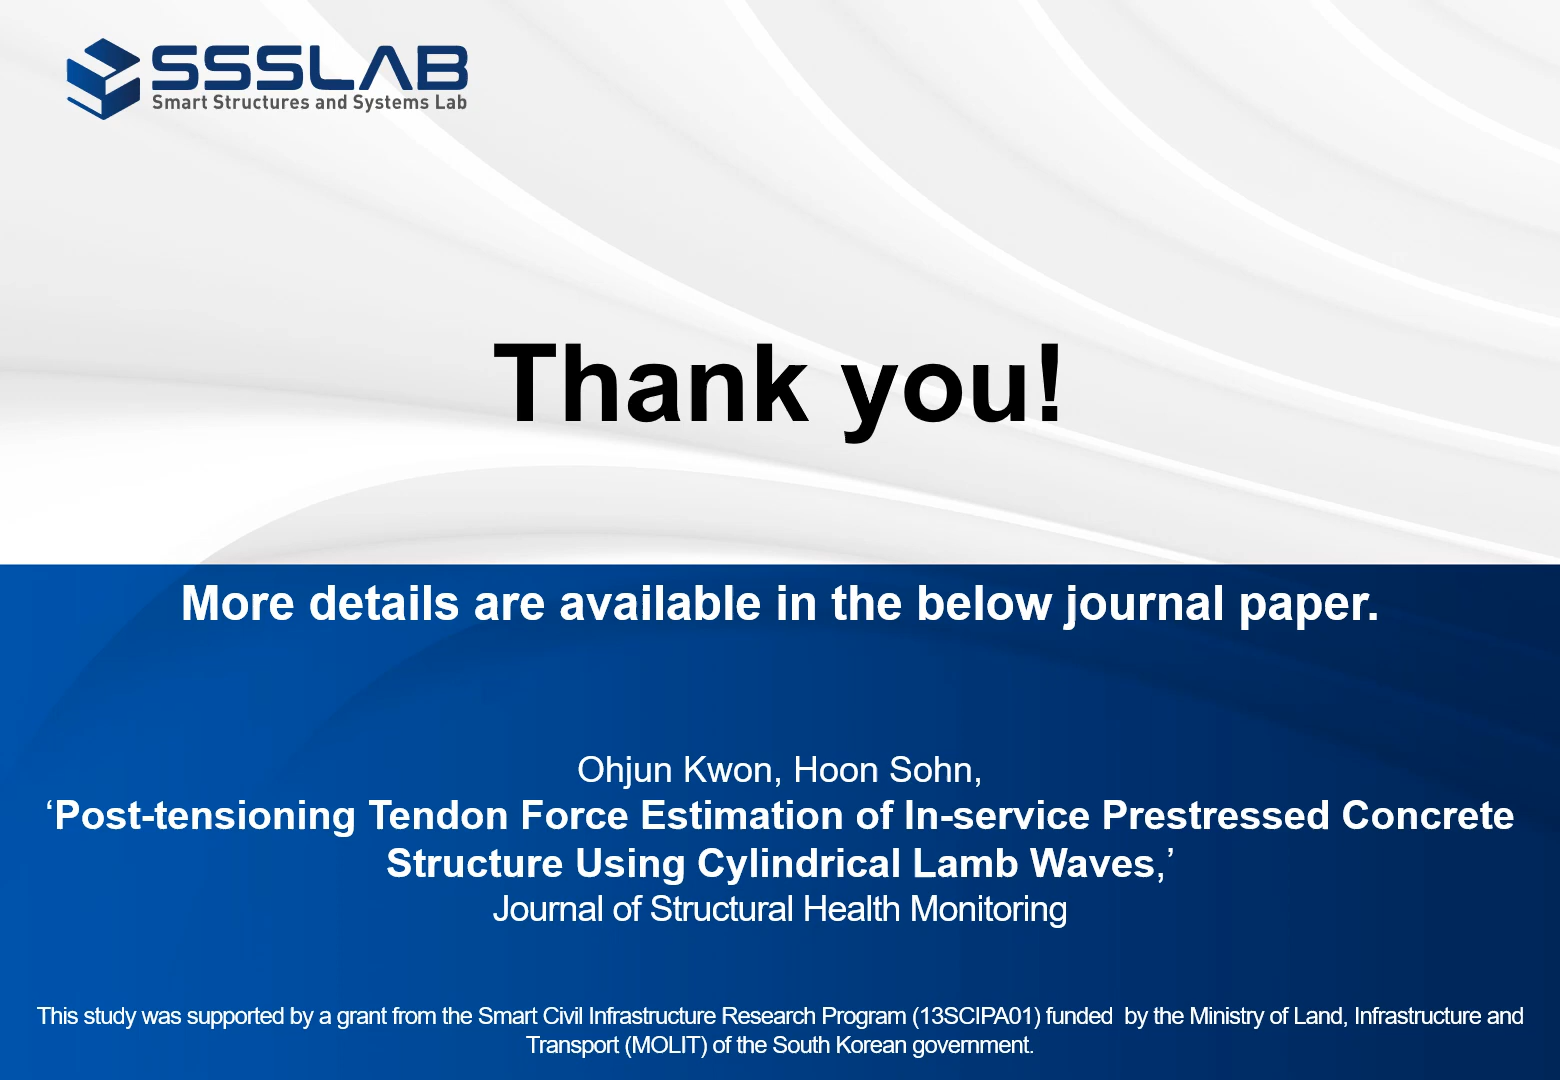 SSSLAB
Smart Structures and Systems Lab
Thank you!
More details are available in the below journal paper.
Ohjun Kwon, Hoon Sohn,
‘Post-tensioning Tendon Force Estimation of In-service Prestressed Concrete
Structure Using Cylindrical Lamb Waves,’
Journal of Structural Health Monitoring
This study was supported by a grant from the Smart Civil Infrastructure Research Program (13SCIPA01) funded  by the Ministry of Land, Infrastructure and
Transport (MOLIT) of the South Korean government.